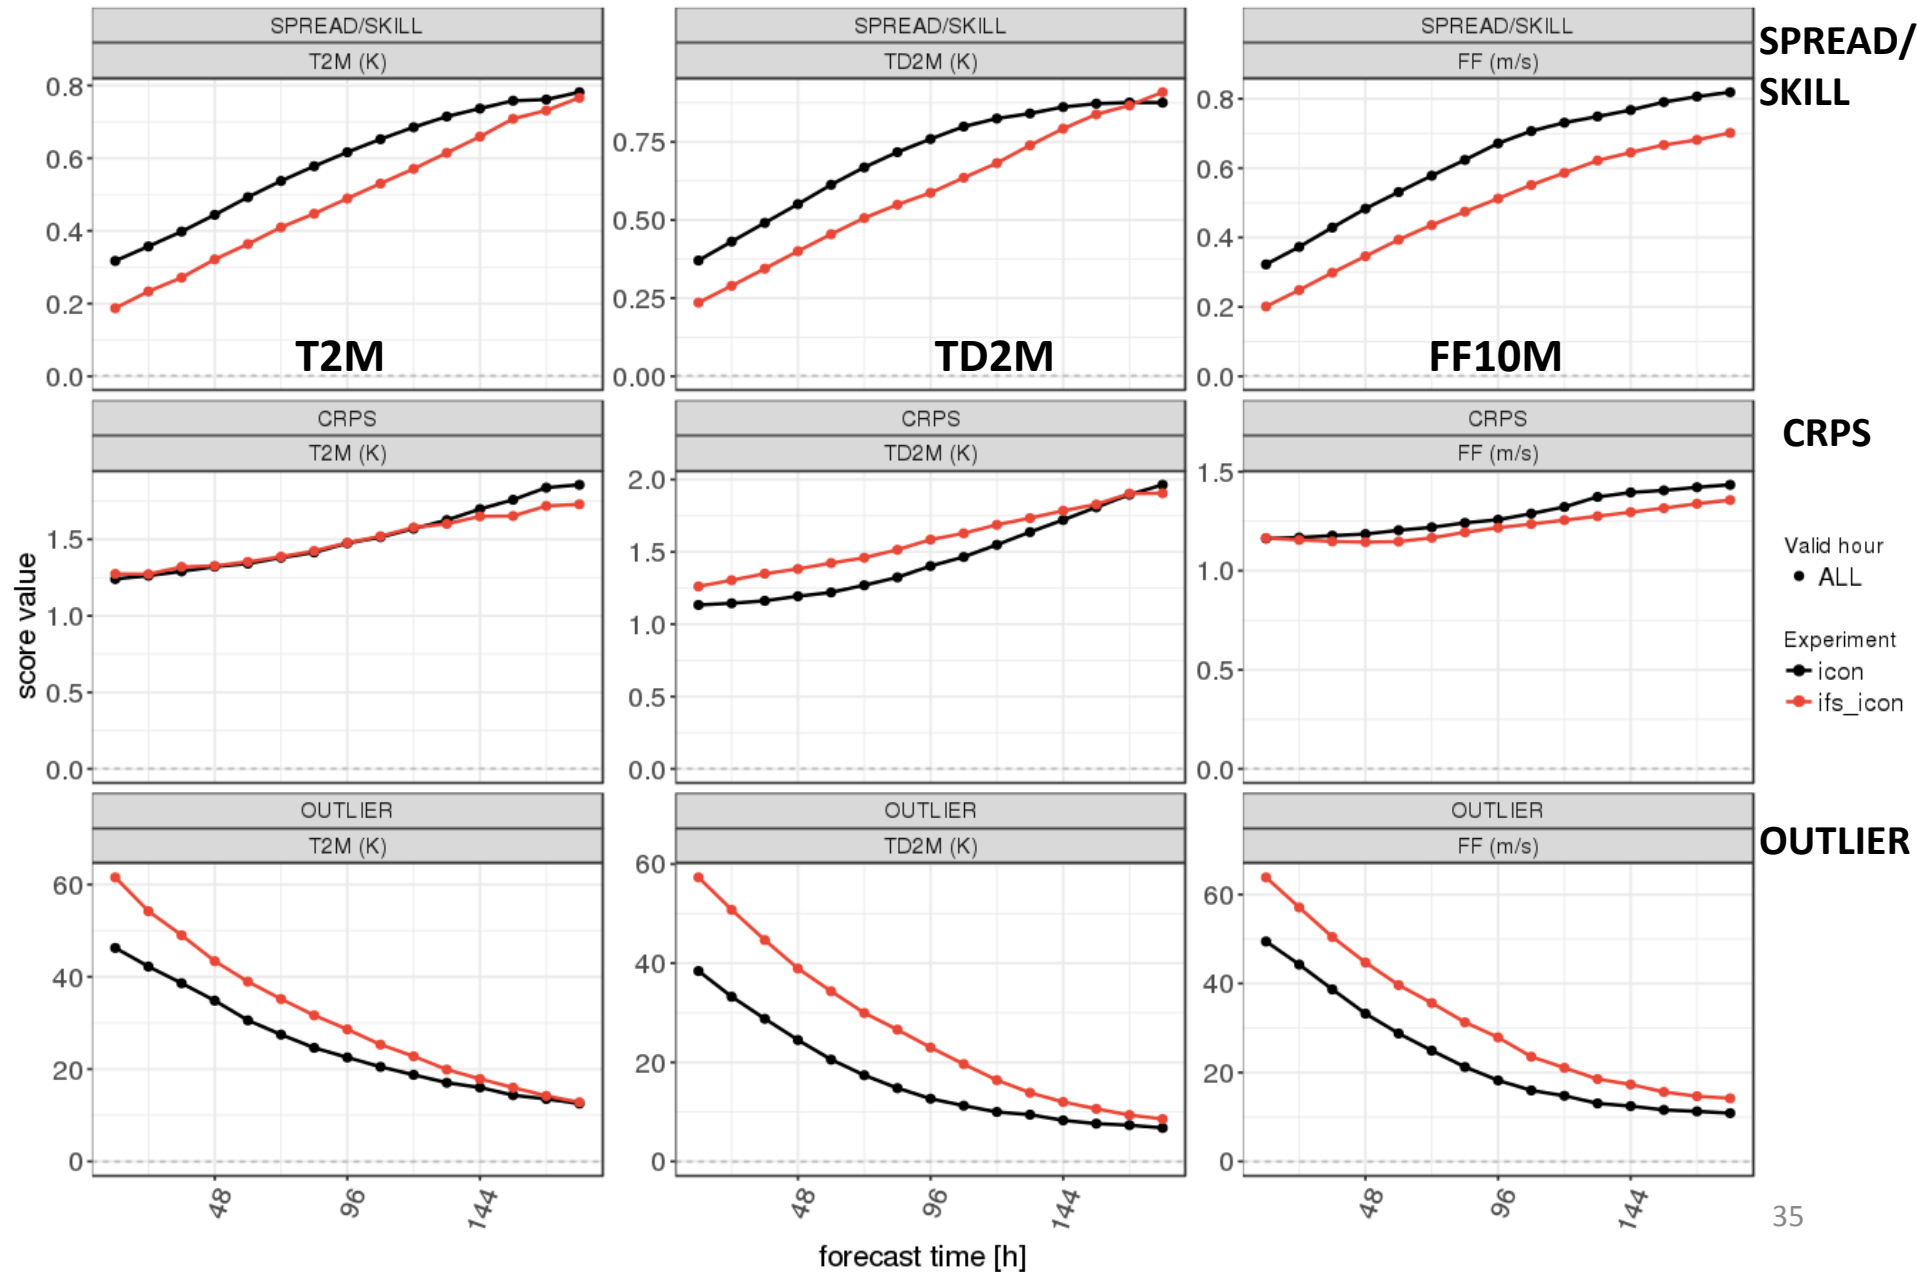 SPREAD/SKILL
SPREAD/SKILL
SPREAD/SKILL
SPREAD/
SKILL
T2M (K)
TD2M (K)
FF (m/s)
0.8
0.6
0.4
0.2
0.0
0.75
0.50
0.25
0.00
0.8
0.6
0.4
0.2
0.0
T2M
TD2M
FF10M
CRPS
CRPS
CRPS
CRPS
T2M (K)
TD2M (K)
FF (m/s)
1.5
1.0
0.5
0.0
2.0
1.5
1.0
0.5
0.0
1.5
1.0
0.5
0.0
score value
Valid hour
ALL
Experiment
icon
ifs_icon
OUTLIER
OUTLIER
OUTLIER
OUTLIER
T2M (K)
TD2M (K)
FF (m/s)
60
40
20
0
60
40
20
0
60
40
20
0
48
96
144
48
96
144
48
96
144
35
forecast time [h]